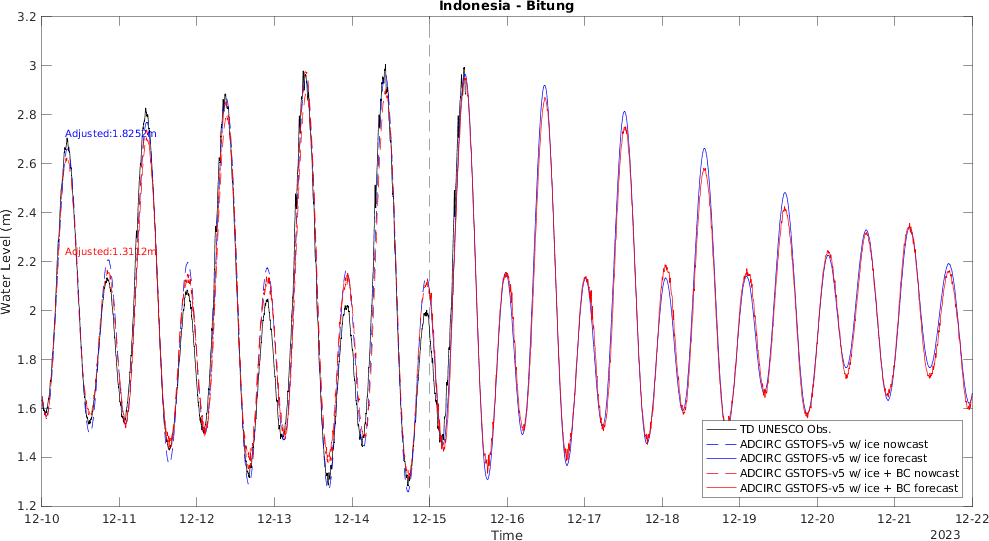 Indonesia - Bitung
3.2
3
2.8
2.6
2.4
2.2
2
1.8
1.6
1.4
1.2
Water Level (m)
Adjusted:1.8252m
Adjusted:1.3112m
TD UNESCO Obs.
ADCIRC GSTOFS-v5 w/ ice nowcast
ADCIRC GSTOFS-v5 w/ ice forecast
ADCIRC GSTOFS-v5 w/ ice + BC nowcast
ADCIRC GSTOFS-v5 w/ ice + BC forecast
12-10 12-11 12-12 12-13 12-14 12-15 12-16 12-17 12-18 12-19 12-20 12-21 12-22
Time 2023